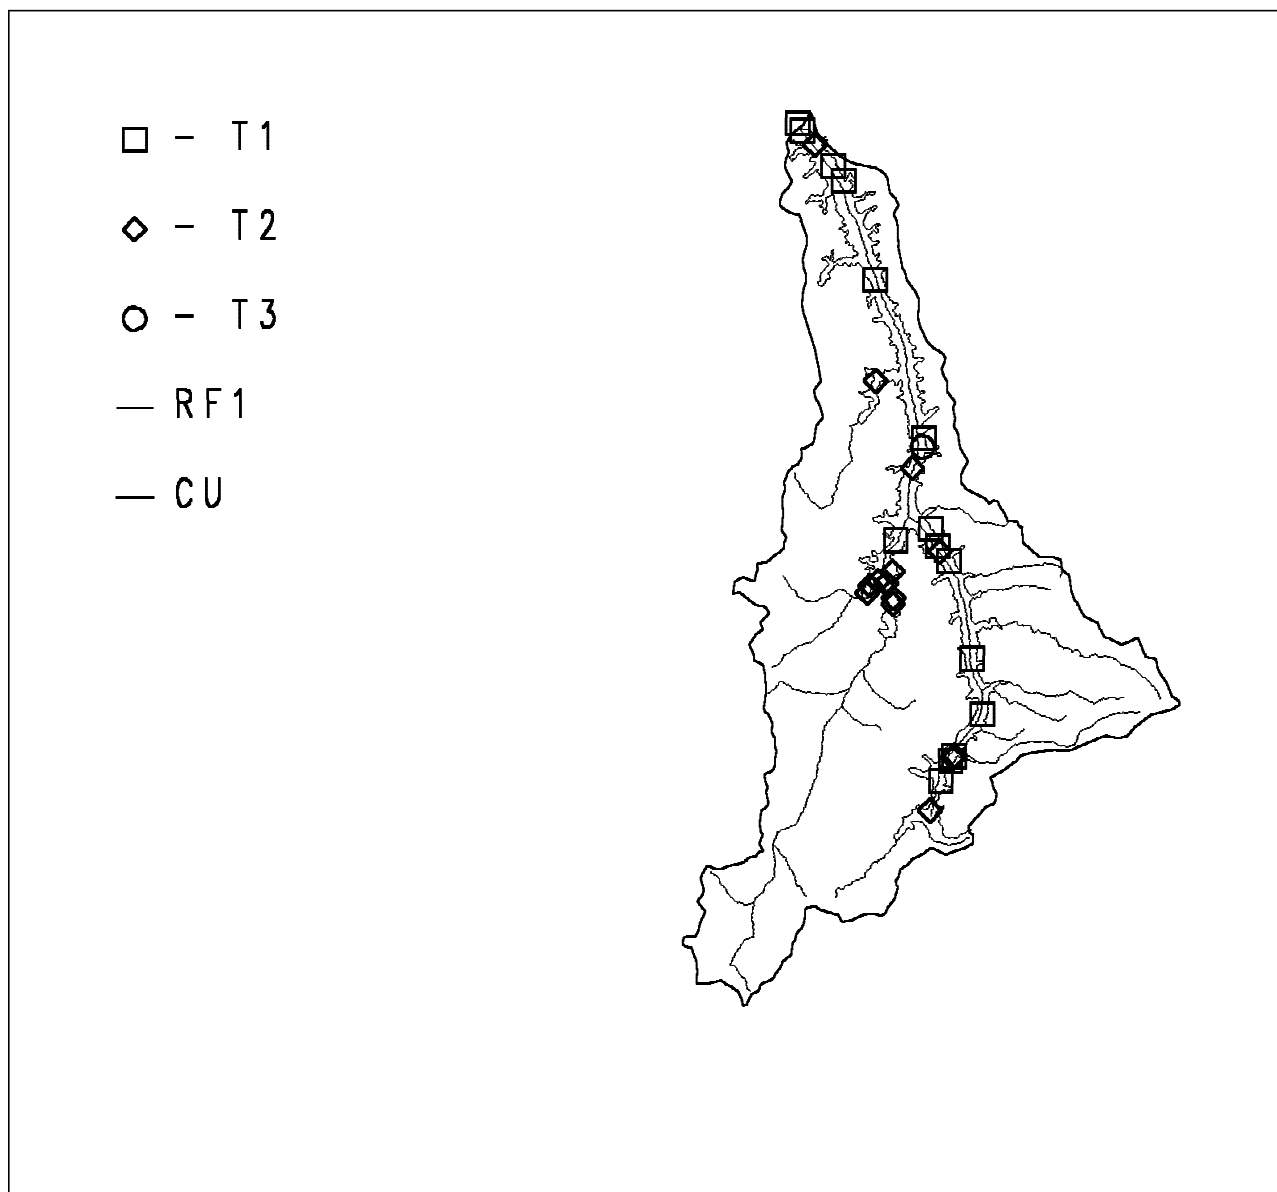 □ - T1
◇ - T2
○ - T3
— RF1
— CU